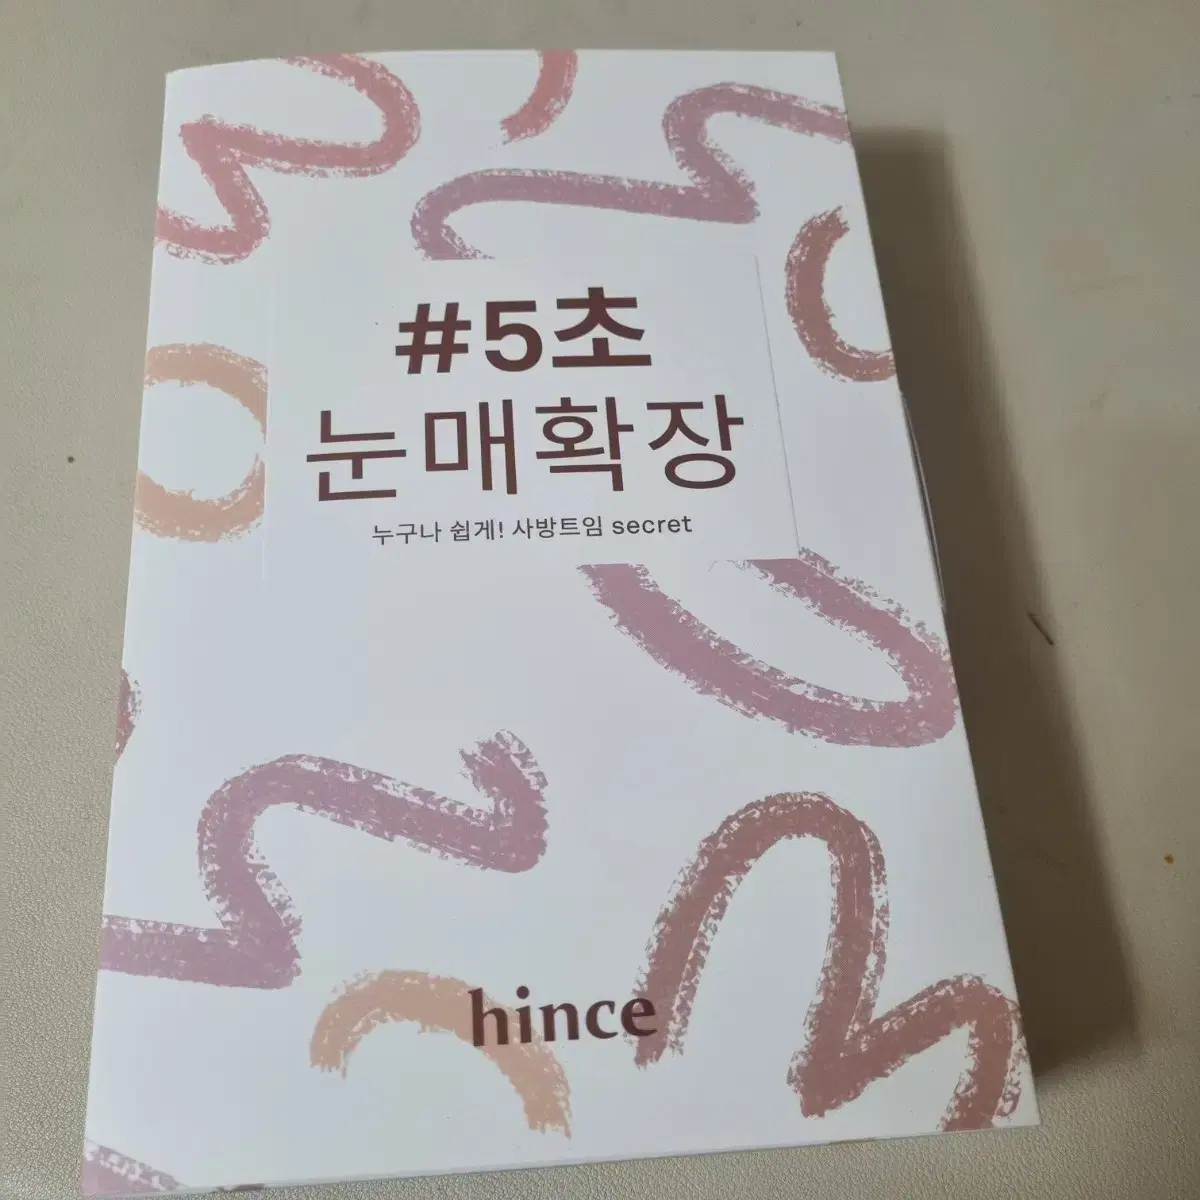 #5초
눈매확장
누구나 쉽게! 사방트임 secret
hince